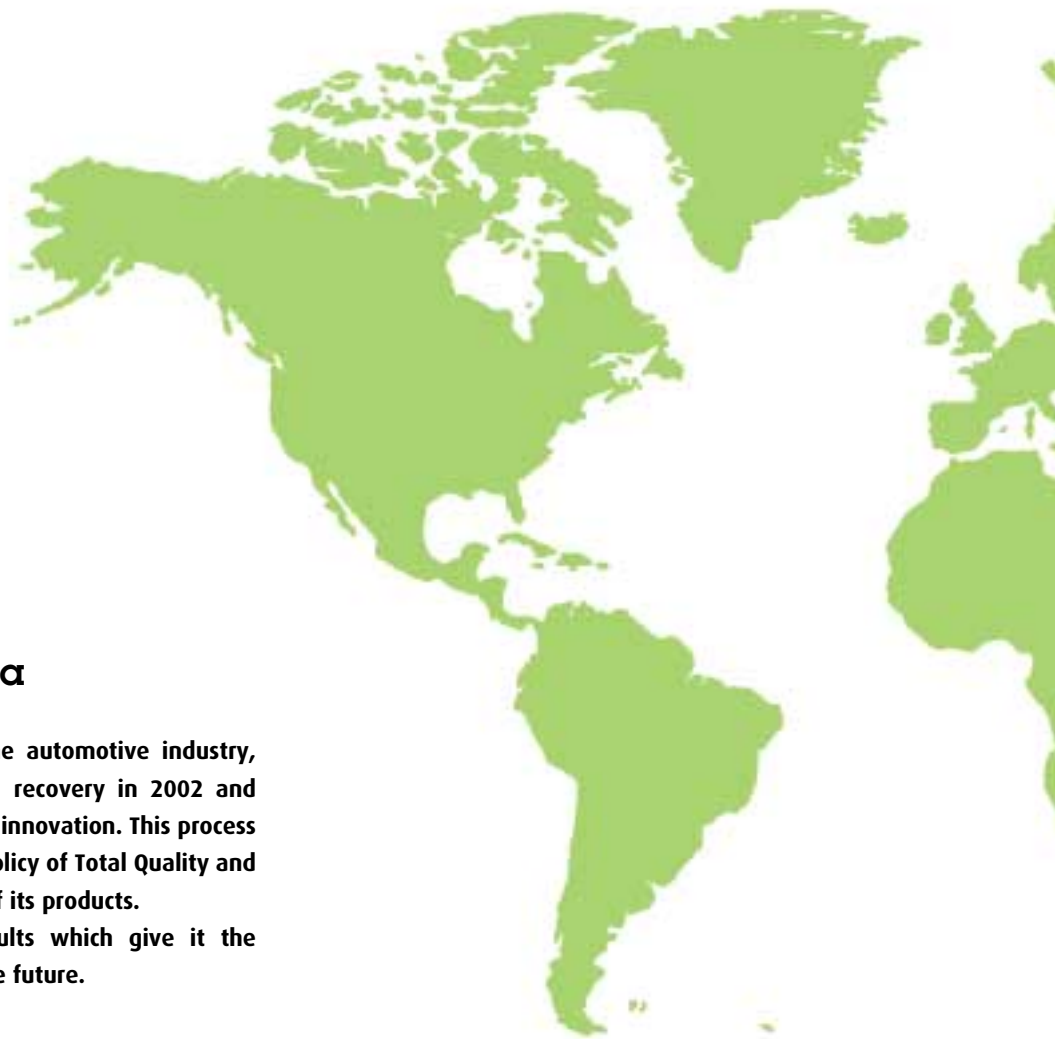 a
e automotive industry,
recovery in 2002 and
innovation. This process
licy of Total Quality and
f its products.
ults which give it the
e future.